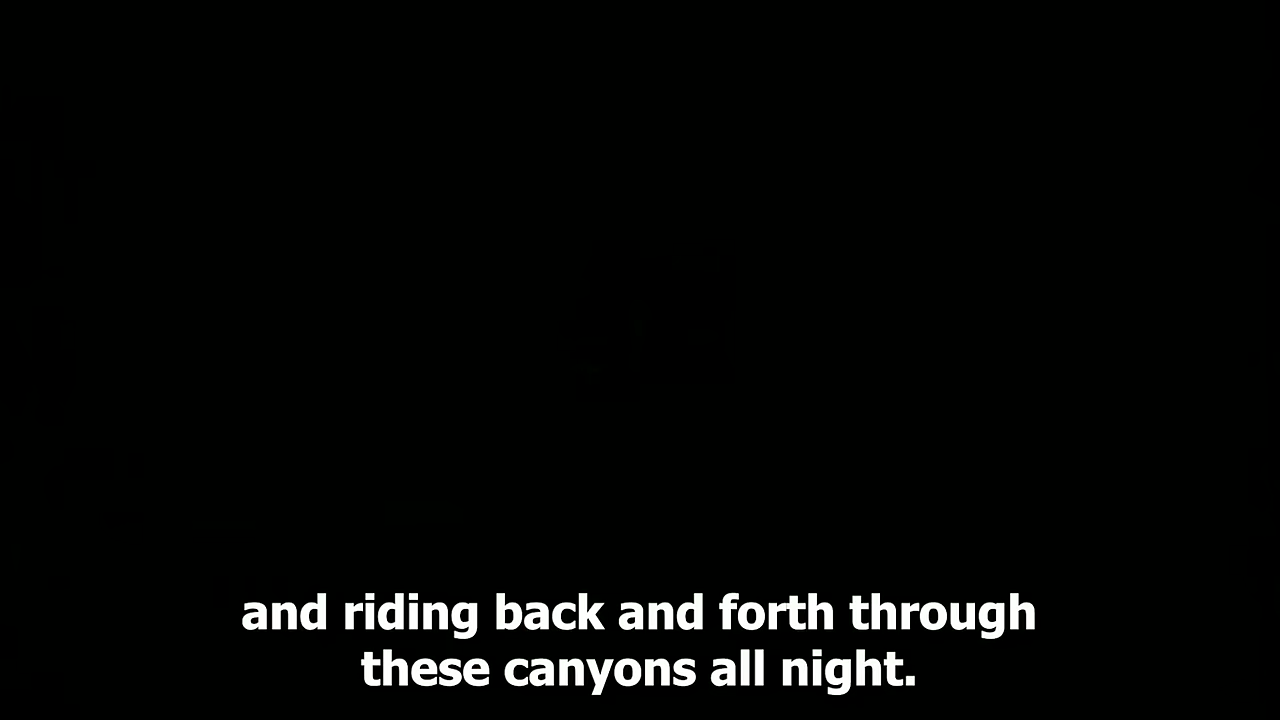 and riding back and forth through
these canyons all night.